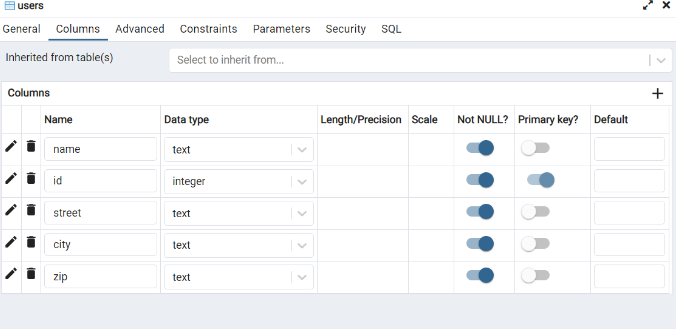 users
General Columns Advanced Constraints Parameters Security SQL
Inherited from table(s) Select to inherit from...
Columns
Name Data type Length/Precision Scale Not NULL? Primary key? Default
name text
id integer
street text
city text
zip text